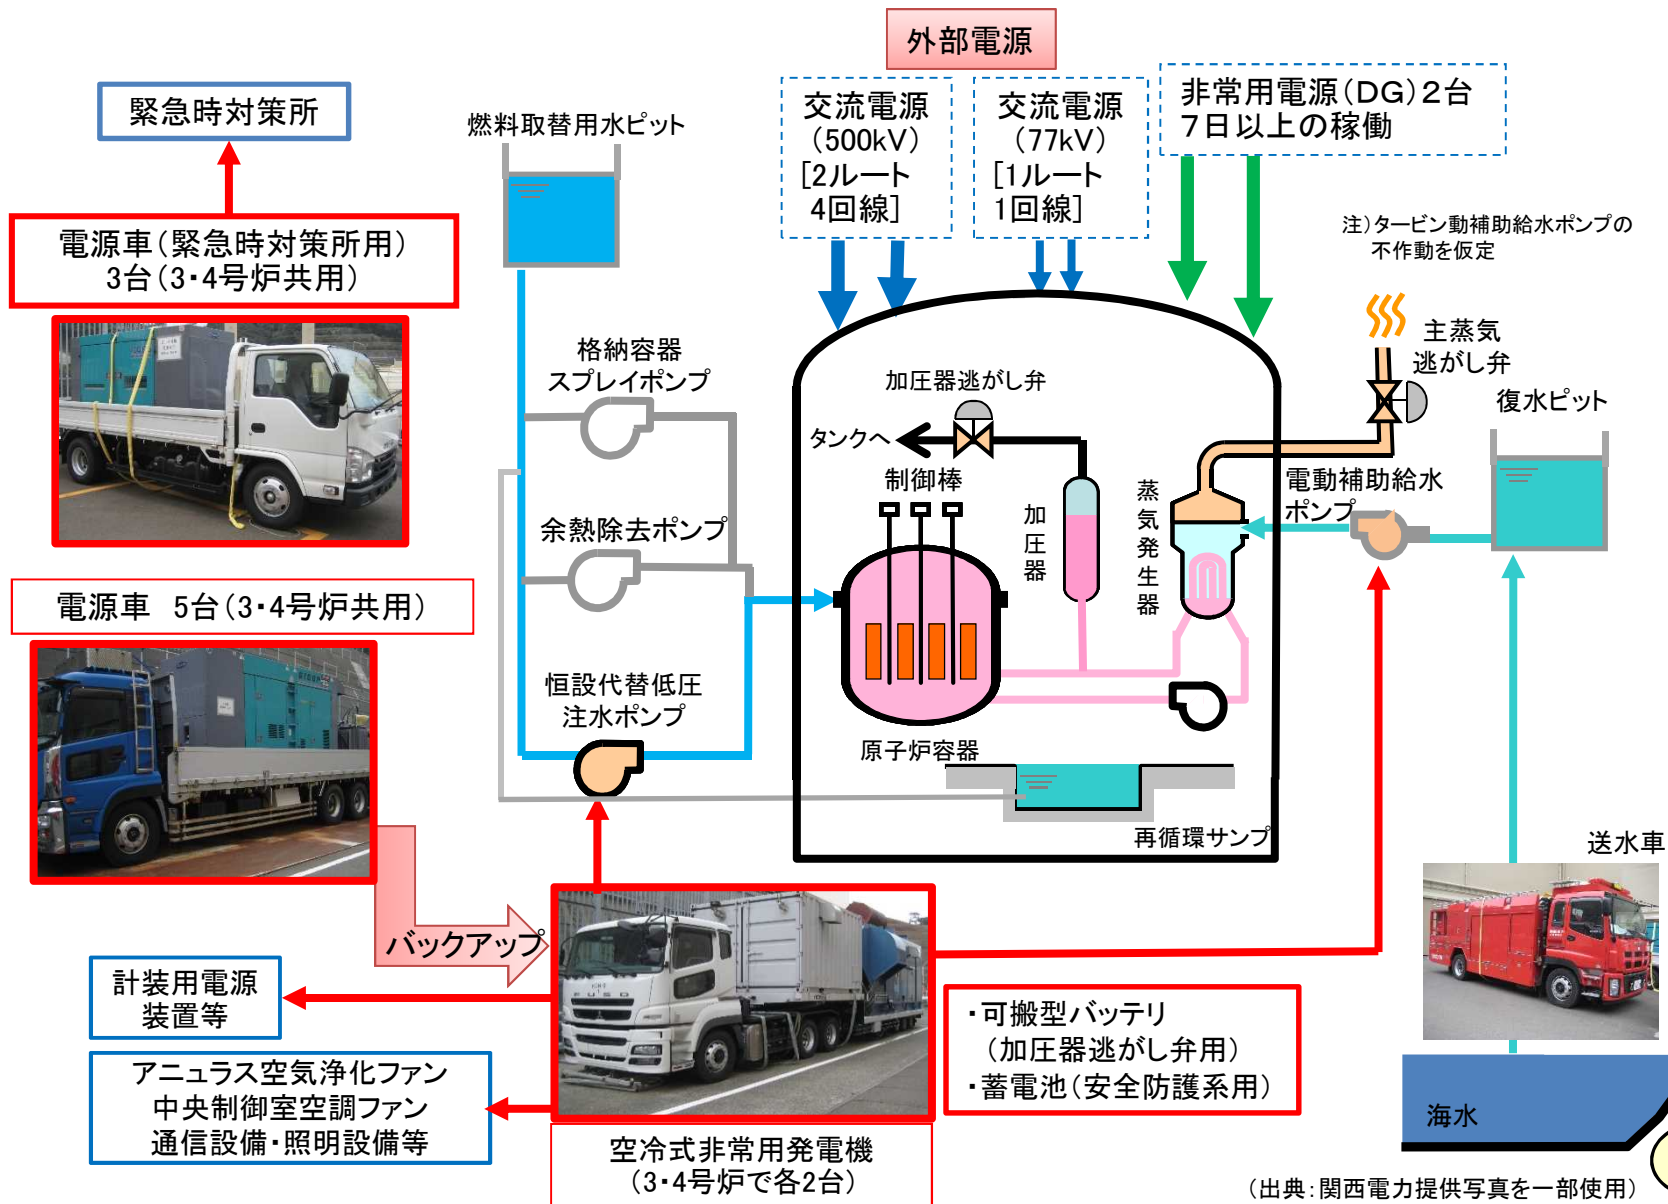 外部電源
緊急時対策所
燃料取替用水ピット
交流電源
(500kV)
[2ルート
4回線]
交流電源
(77kV)
[1ルート
1回線]
非常用電源(DG)2台
7日以上の稼働
注)タービン動補助給水ポンプの
不作動を仮定
電源車(緊急時対策所用)
3台(3・4号炉共用)
格納容器
スプレイポンプ
加圧器逃がし弁
タンクへ
制御棒
加圧器
蒸気発生器
主蒸気
逃がし弁
復水ピット
電動補助給水
ポンプ
余熱除去ポンプ
電源車 5台(3・4号炉共用)
恒設代替低圧
注水ポンプ
原子炉容器
再循環サンプ
送水車
バックアップ
計装用電源
装置等
アニュラス空気浄化ファン
中央制御室空調ファン
通信設備・照明設備等
FUSO
・可搬型バッテリ
(加圧器逃がし弁用)
・蓄電池(安全防護系用)
海水
空冷式非常用発電機
(3・4号炉で各2台)
(出典:関西電力提供写真を一部使用)